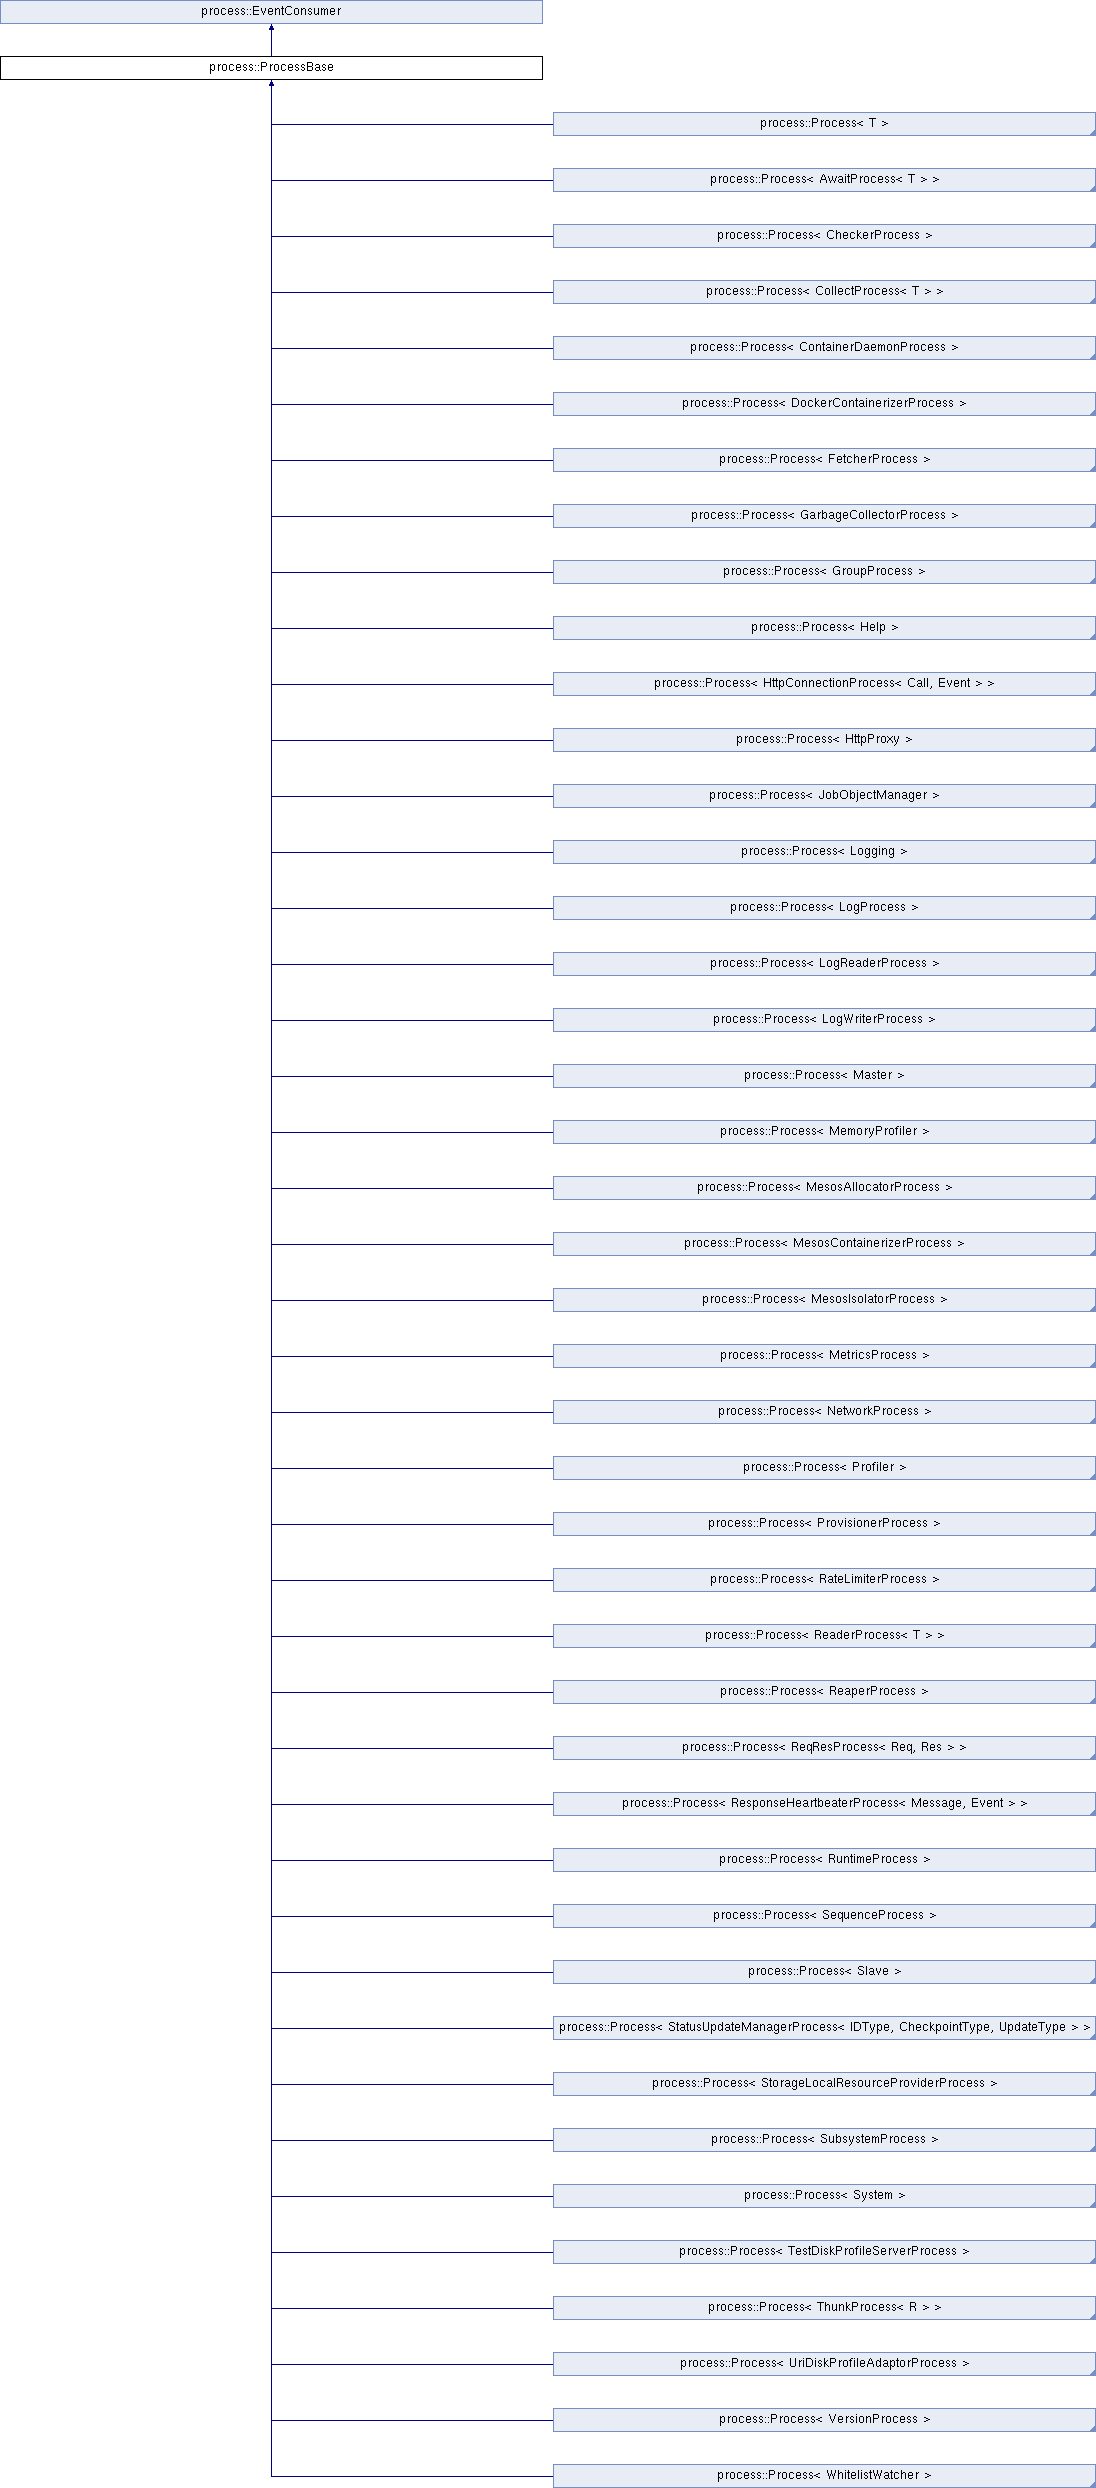 process::EventConsumer
process::ProcessBase
process::Process< T >
process::Process< AwaitProcess< T > >
process::Process< CheckerProcess >
process::Process< CollectProcess< T > >
process::Process< ContainerDaemonProcess >
process::Process< DockerContainerizerProcess >
process::Process< FetcherProcess >
process::Process< GarbageCollectorProcess >
process::Process< GroupProcess >
process::Process< Help >
process::Process< HttpConnectionProcess< Call, Event > >
process::Process< HttpProxy >
process::Process< JobObjectManager >
process::Process< Logging >
process::Process< LogProcess >
process::Process< LogReaderProcess >
process::Process< LogWriterProcess >
process::Process< Master >
process::Process< MemoryProfiler >
process::Process< MesosAllocatorProcess >
process::Process< MesosContainerizerProcess >
process::Process< MesosIsolatorProcess >
process::Process< MetricsProcess >
process::Process< NetworkProcess >
process::Process< Profiler >
process::Process< ProvisionerProcess >
process::Process< RateLimiterProcess >
process::Process< ReaderProcess< T > >
process::Process< ReaperProcess >
process::Process< ReqResProcess< Req, Res > >
process::Process< ResponseHeartbeaterProcess< Message, Event > >
process::Process< RuntimeProcess >
process::Process< SequenceProcess >
process::Process< Slave >
process::Process< StatusUpdateManagerProcess< IDType, CheckpointType, UpdateType > >
process::Process< StorageLocalResourceProviderProcess >
process::Process< SubsystemProcess >
process::Process< System >
process::Process< TestDiskProfileServerProcess >
process::Process< ThunkProcess< R > >
process::Process< UriDiskProfileAdaptorProcess >
process::Process< VersionProcess >
process::Process< WhitelistWatcher >